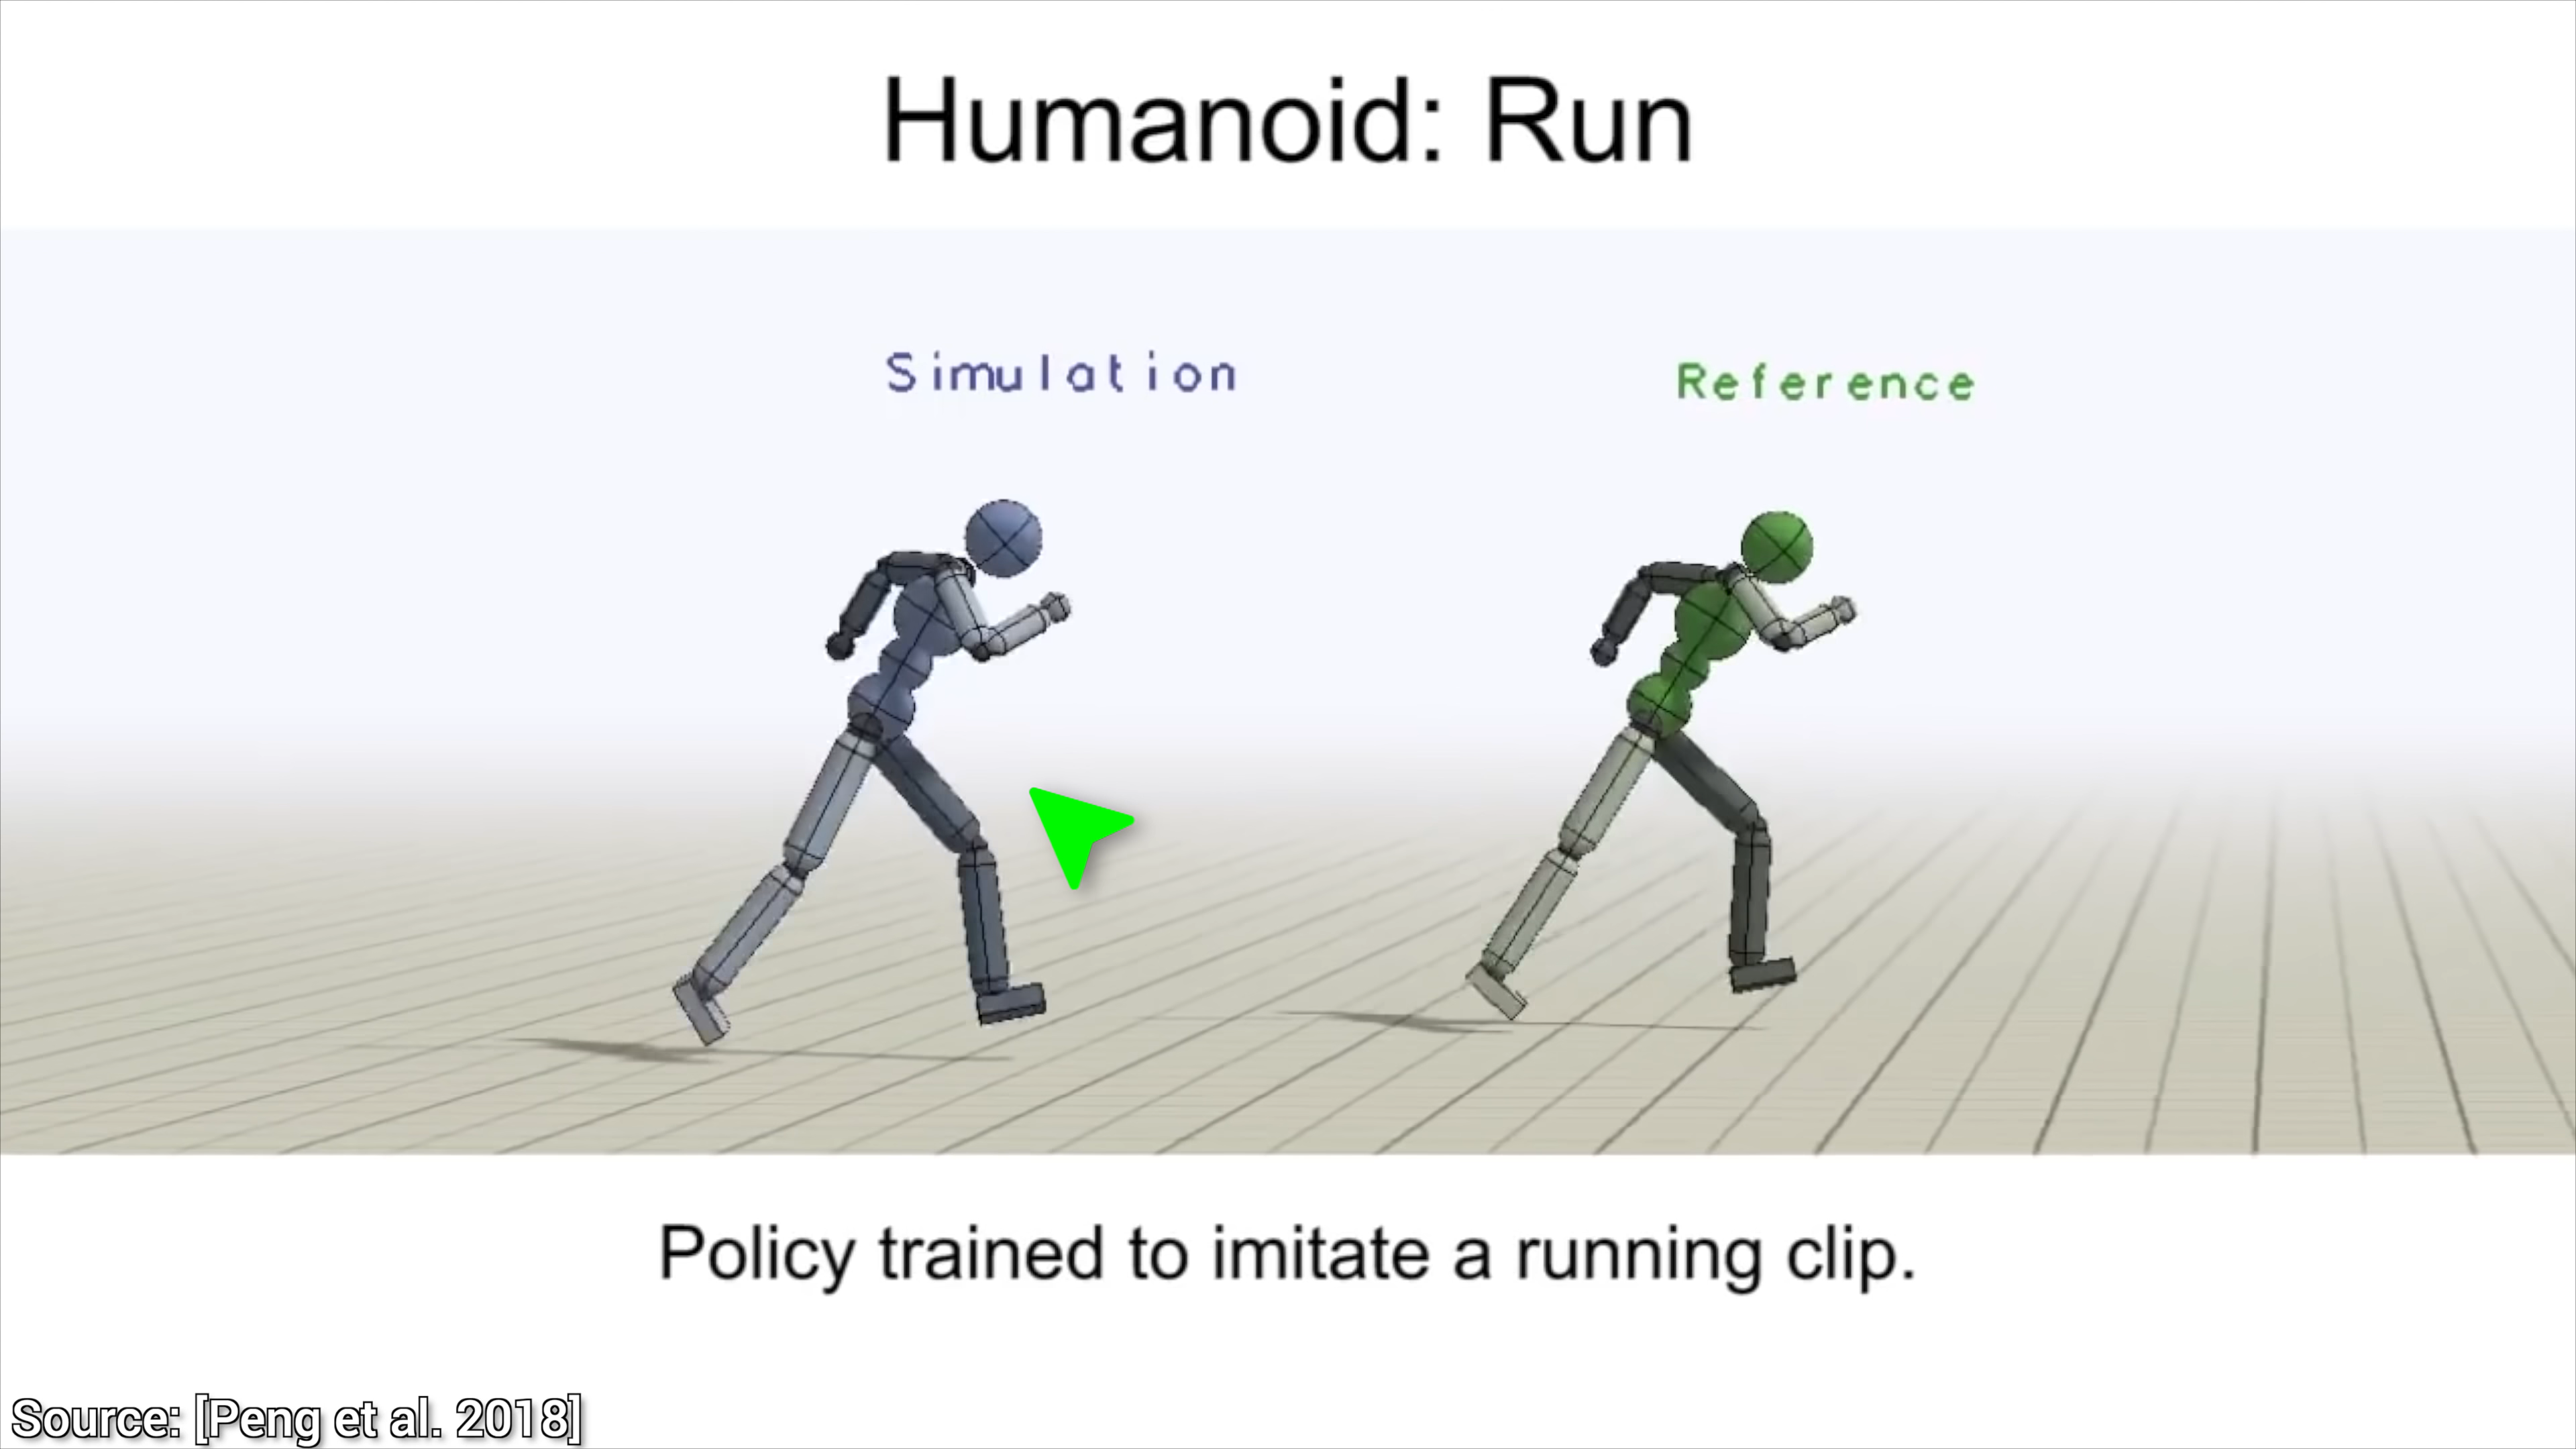 Humanoid: Run
Simulation
Reference
Policy trained to imitate a running clip.
Source: [Peng et al. 2018]